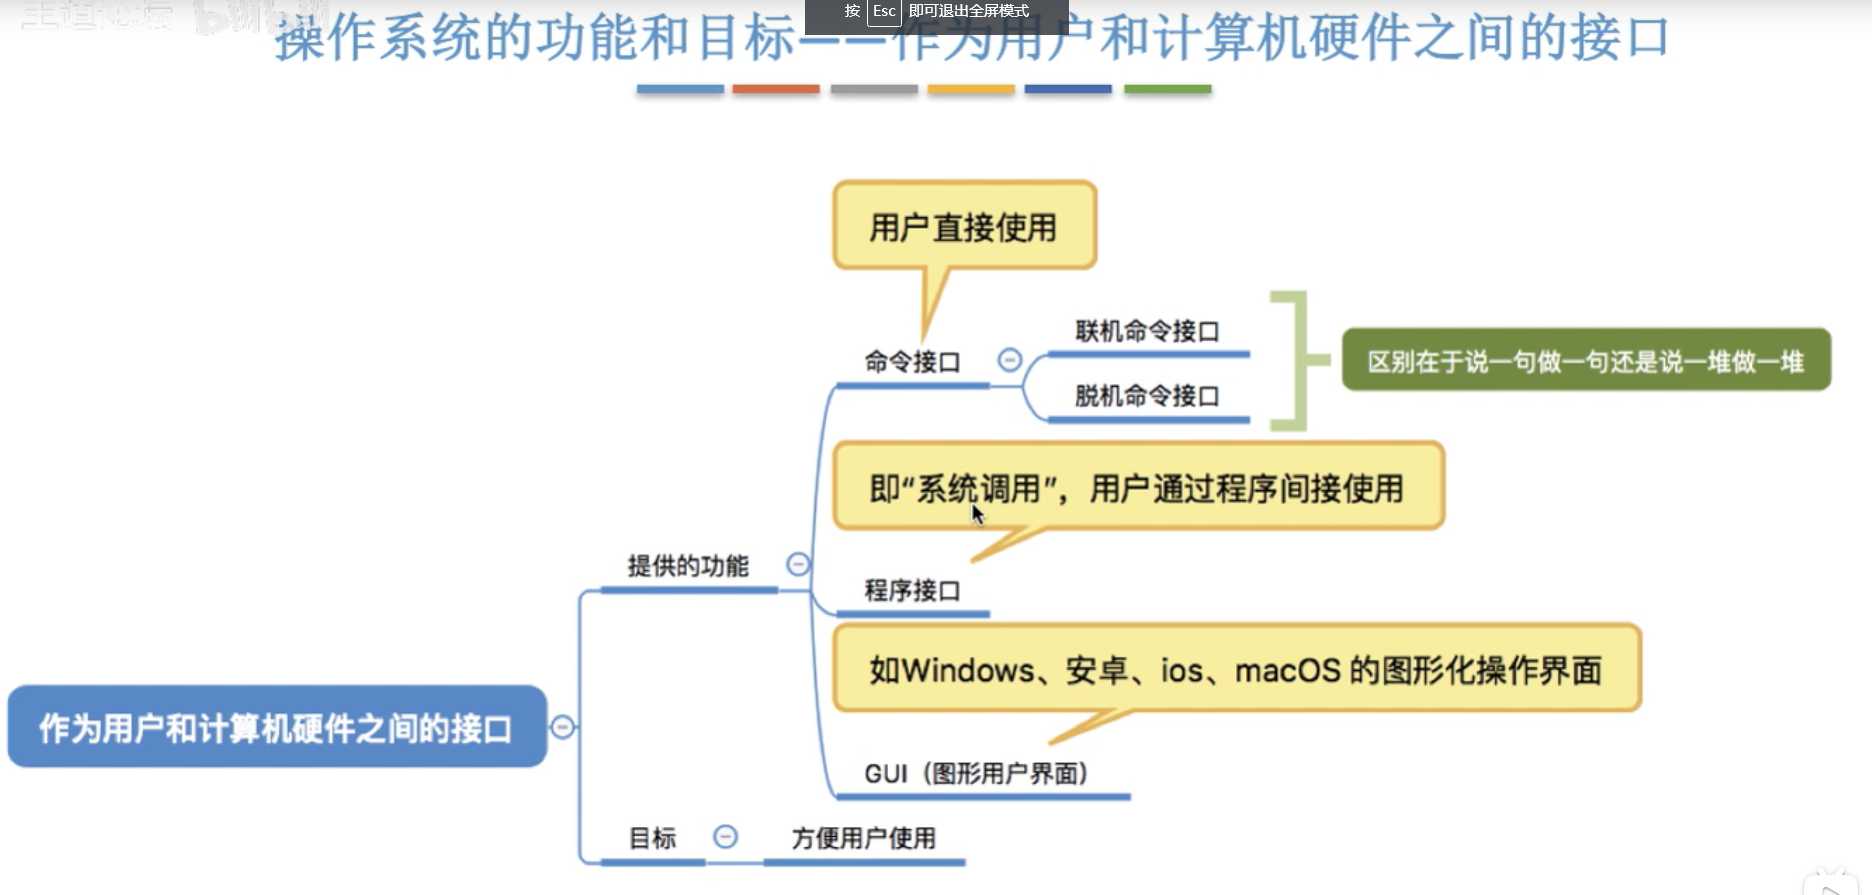 王道论坛 bilibili
按 Esc 即可退出全屏模式
操作系统的功能和目标——作为用户和计算机硬件之间的接口
用户直接使用
联机命令接口
命令接口
区别在于说一句做一句还是说一堆做一堆
脱机命令接口
即“系统调用”，用户通过程序间接使用
提供的功能
程序接口
如Windows、安卓、ios、macOS 的图形化操作界面
作为用户和计算机硬件之间的接口
GUI（图形用户界面）
目标
方便用户使用